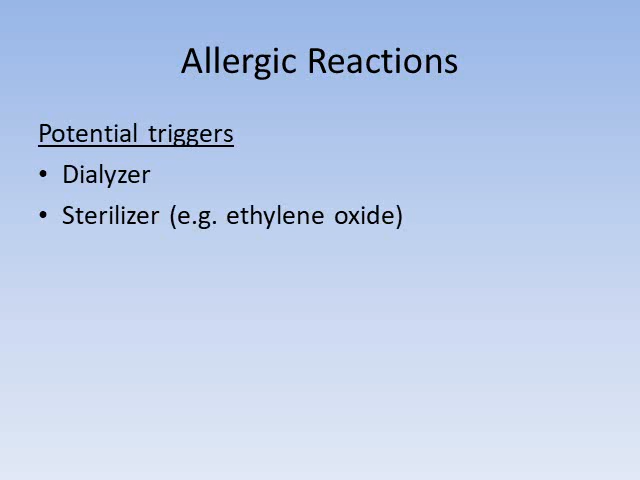 Allergic Reactions
Potential triggers
• Dialyzer
• Sterilizer (e.g. ethylene oxide)